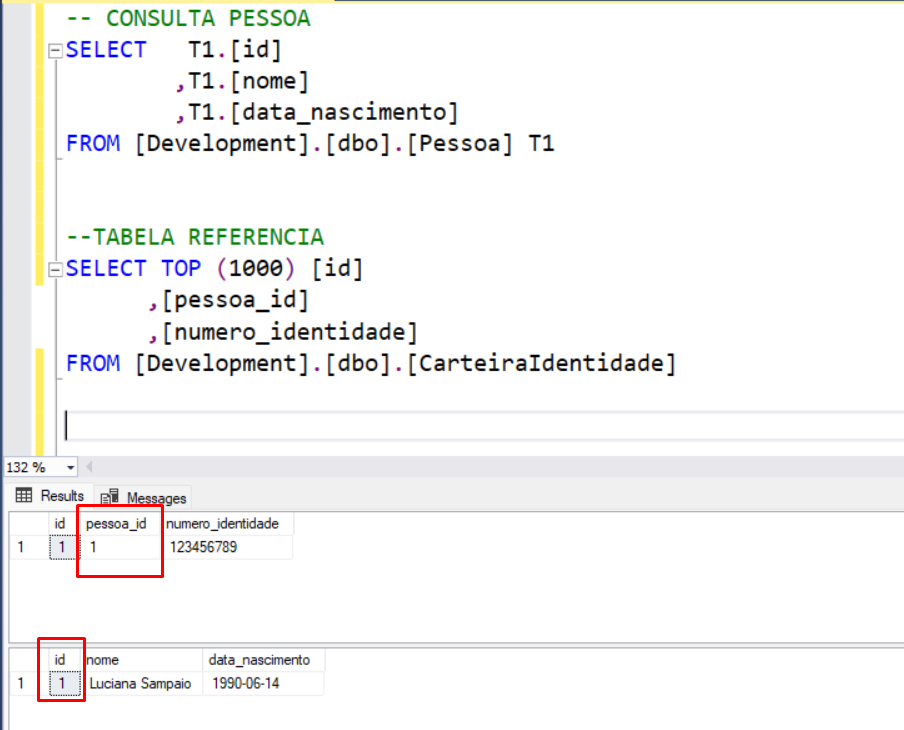 -- CONSULTA PESSOA
SELECT T1.[id]
,T1.[nome]
,T1.[data_nascimento]
FROM [Development].[dbo].[Pessoa] T1
--TABELA REFERENCIA
SELECT TOP (1000) [id]
,[pessoa_id]
,[numero_identidade]
FROM [Development].[dbo].[CarteiraIdentidade]
132 %
Results Messages
id pessoa_id numero_identidade
1 1 1 123456789
id nome data_nascimento
1 1 Luciana Sampaio 1990-06-14